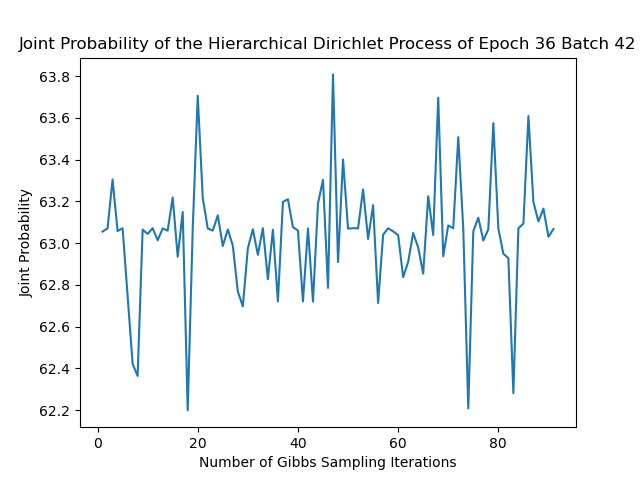 Joint Probability of the Hierarchical Dirichlet Process of Epoch 36 Batch 42
63.8
63.6
63.4
63.2
63.0
62.8
62.6
62.4
62.2
Joint Probability
0 20 40 60 80
Number of Gibbs Sampling Iterations